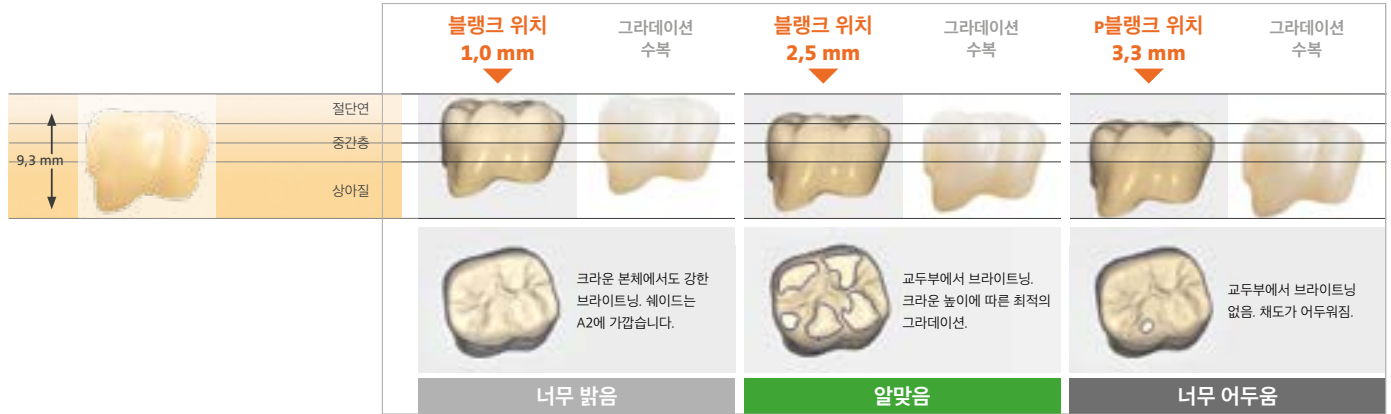 블랭크 위치
1,0 mm
그라데이션
수복
블랭크 위치
2,5 mm
그라데이션
수복
P블랭크 위치
3,3 mm
그라데이션
수복
절단연
중간층
상아질
9,3 mm
크라운 본체에서도 강한
브라이트닝. 쉐이드는
A2에 가깝습니다.
교두부에서 브라이트닝.
크라운 높이에 따른 최적의
그라데이션.
교두부에서 브라이트닝
없음. 채도가 어두워짐.
너무 밝음
알맞음
너무 어두움